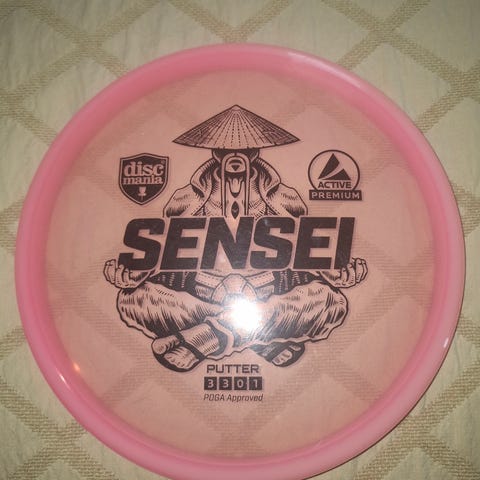 disc
mania
ACTIVE
PREMIUM
SENSEI
PUTTER
3 3 0 1
PDGA Approved